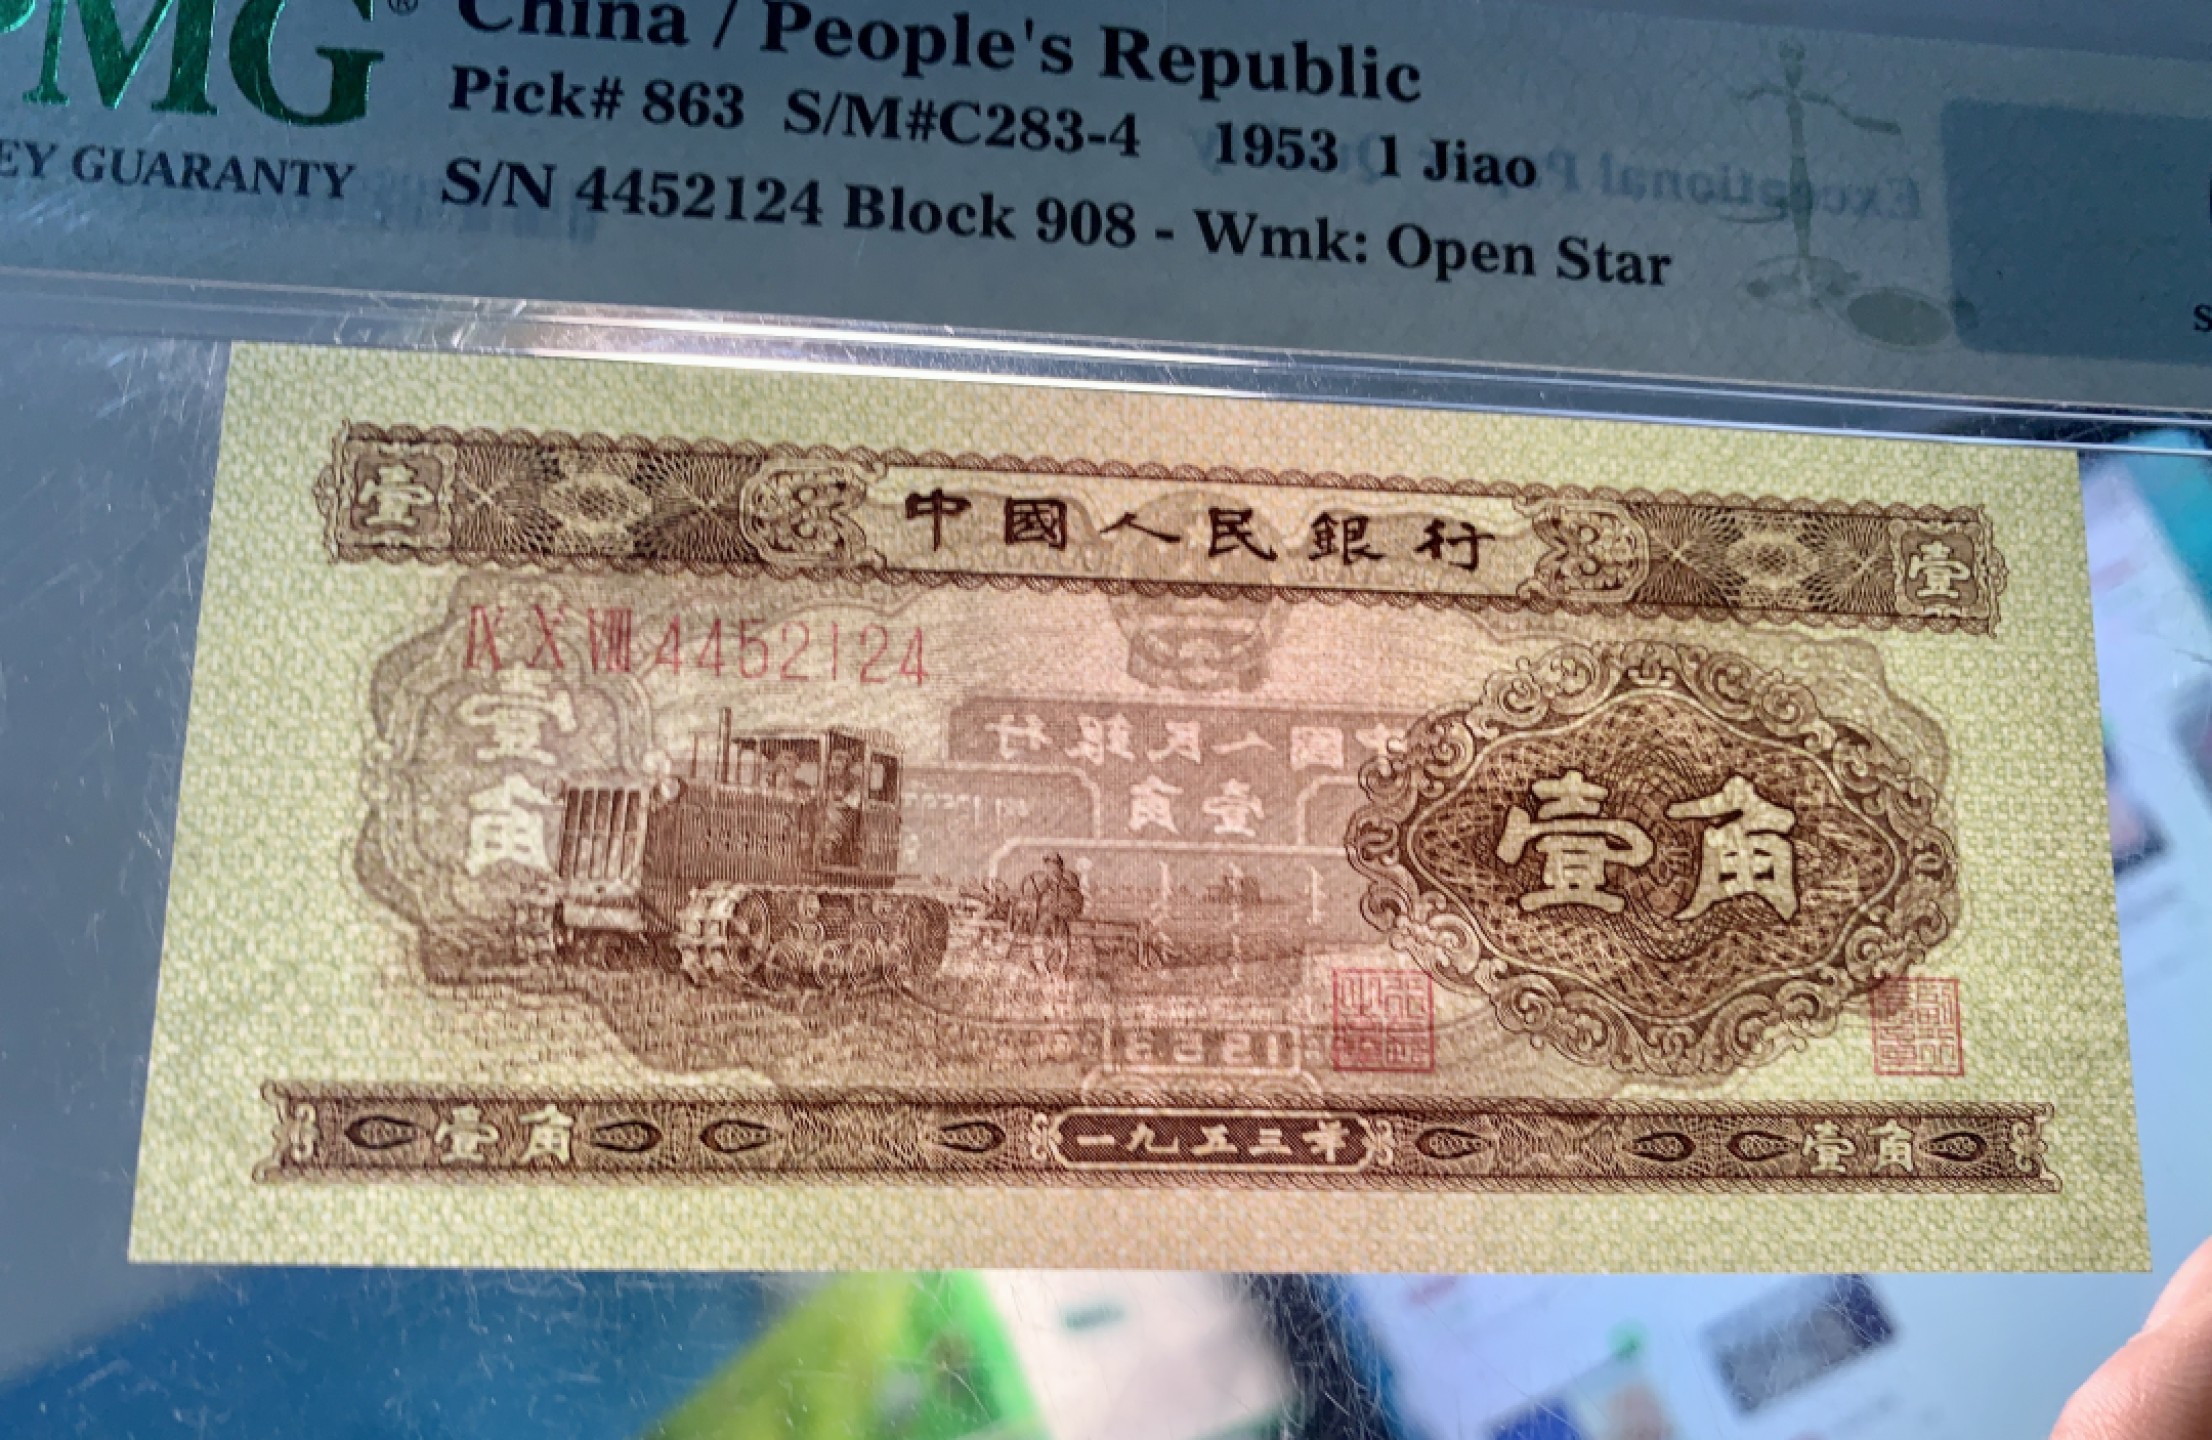 PMG®
EY GUARANTY
China / People's Republic
Pick# 863 S/M#C283-4 1953 1 Jiao
S/N 4452124 Block 908 - Wmk: Open Star
Exceptional
壹 中國人民銀行 壹
Ⅸ Ⅹ Ⅷ 4452124
壹角
中國人民銀行
壹角
壹角
1953
壹角 一九五三年 壹角